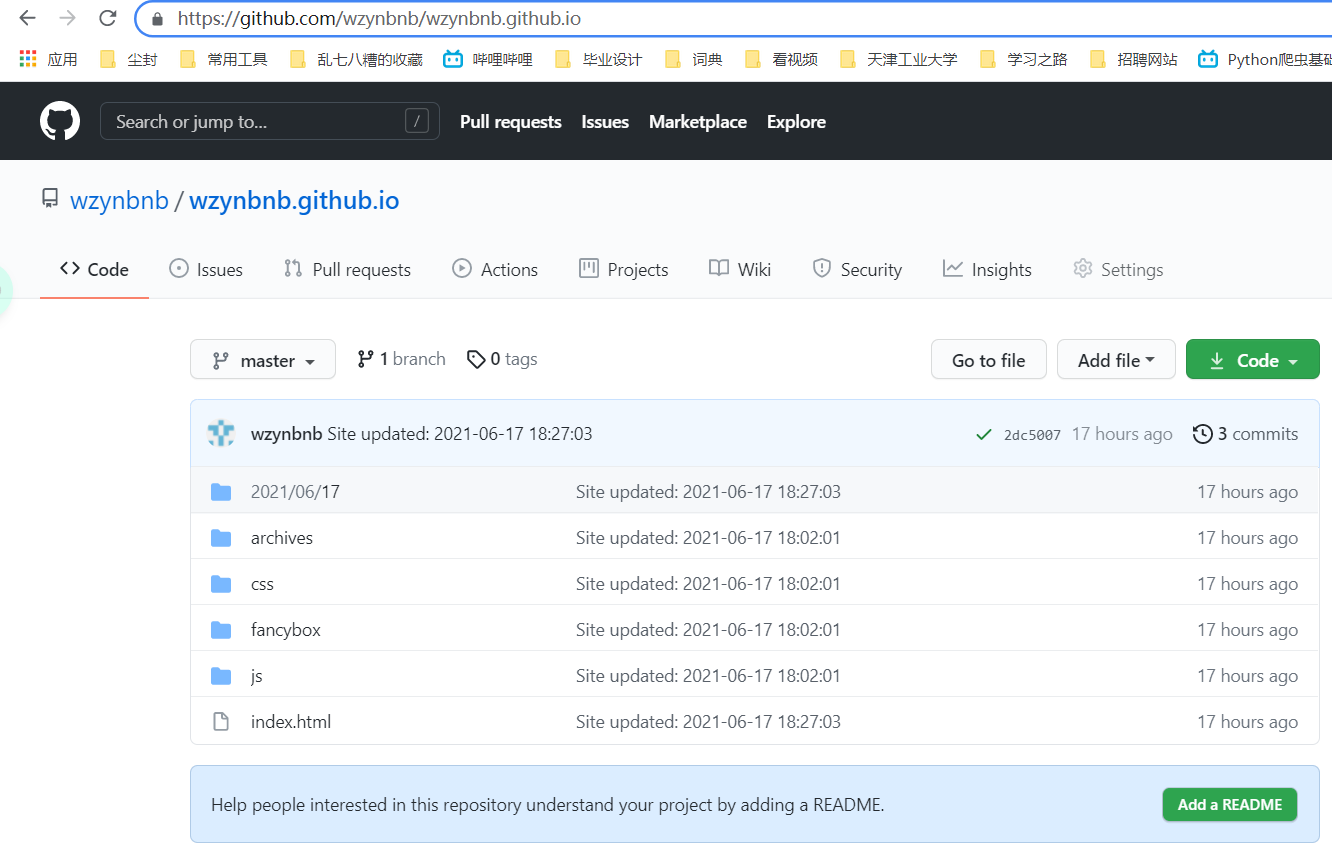 https://github.com/wzynbnb/wzynbnb.github.io
应用 尘封 常用工具 乱七八糟的收藏 哔哩哔哩 毕业设计 词典 看视频 天津工业大学 学习之路 招聘网站 Python爬虫基础
Search or jump to... / Pull requests Issues Marketplace Explore
wzynbnb / wzynbnb.github.io
Code Issues Pull requests Actions Projects Wiki Security Insights Settings
master 1 branch 0 tags Go to file Add file Code
wzynbnb Site updated: 2021-06-17 18:27:03 2dc5007 17 hours ago 3 commits
2021/06/17 Site updated: 2021-06-17 18:27:03 17 hours ago
archives Site updated: 2021-06-17 18:02:01 17 hours ago
css Site updated: 2021-06-17 18:02:01 17 hours ago
fancybox Site updated: 2021-06-17 18:02:01 17 hours ago
js Site updated: 2021-06-17 18:02:01 17 hours ago
index.html Site updated: 2021-06-17 18:27:03 17 hours ago
Help people interested in this repository understand your project by adding a README. Add a README